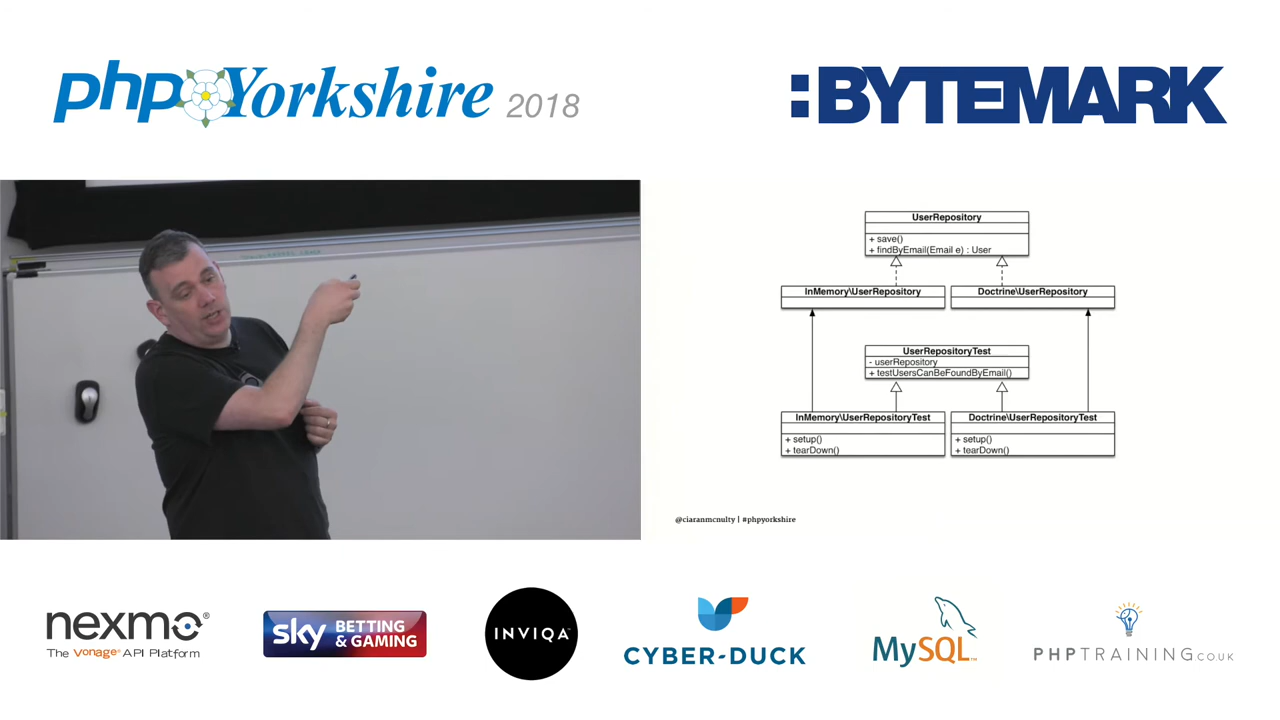 phpYorkshire 2018
:BYTEMARK
UserRepository
+ save()
+ findByEmail(Email e) : User
InMemory\UserRepository
Doctrine\UserRepository
UserRepositoryTest
- userRepository
+ testUsersCanBeFoundByEmail()
InMemory\UserRepositoryTest
Doctrine\UserRepositoryTest
+ setup()
+ tearDown()
+ setup()
+ tearDown()
@ciaranmcnulty | #phpyorkshire
nexmo®
The Vonage® API Platform
sky BETTING
& GAMING
INVIQA™
CYBER-DUCK
MySQL™
PHPTRAINING.CO.UK